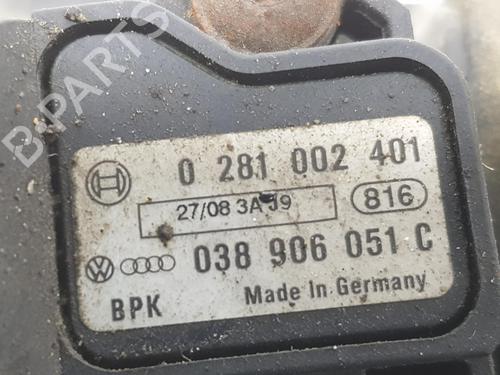 B-PARTS
0 281 002 401
27/08 3A J9
816
038 906 051 C
BPK Made In Germany